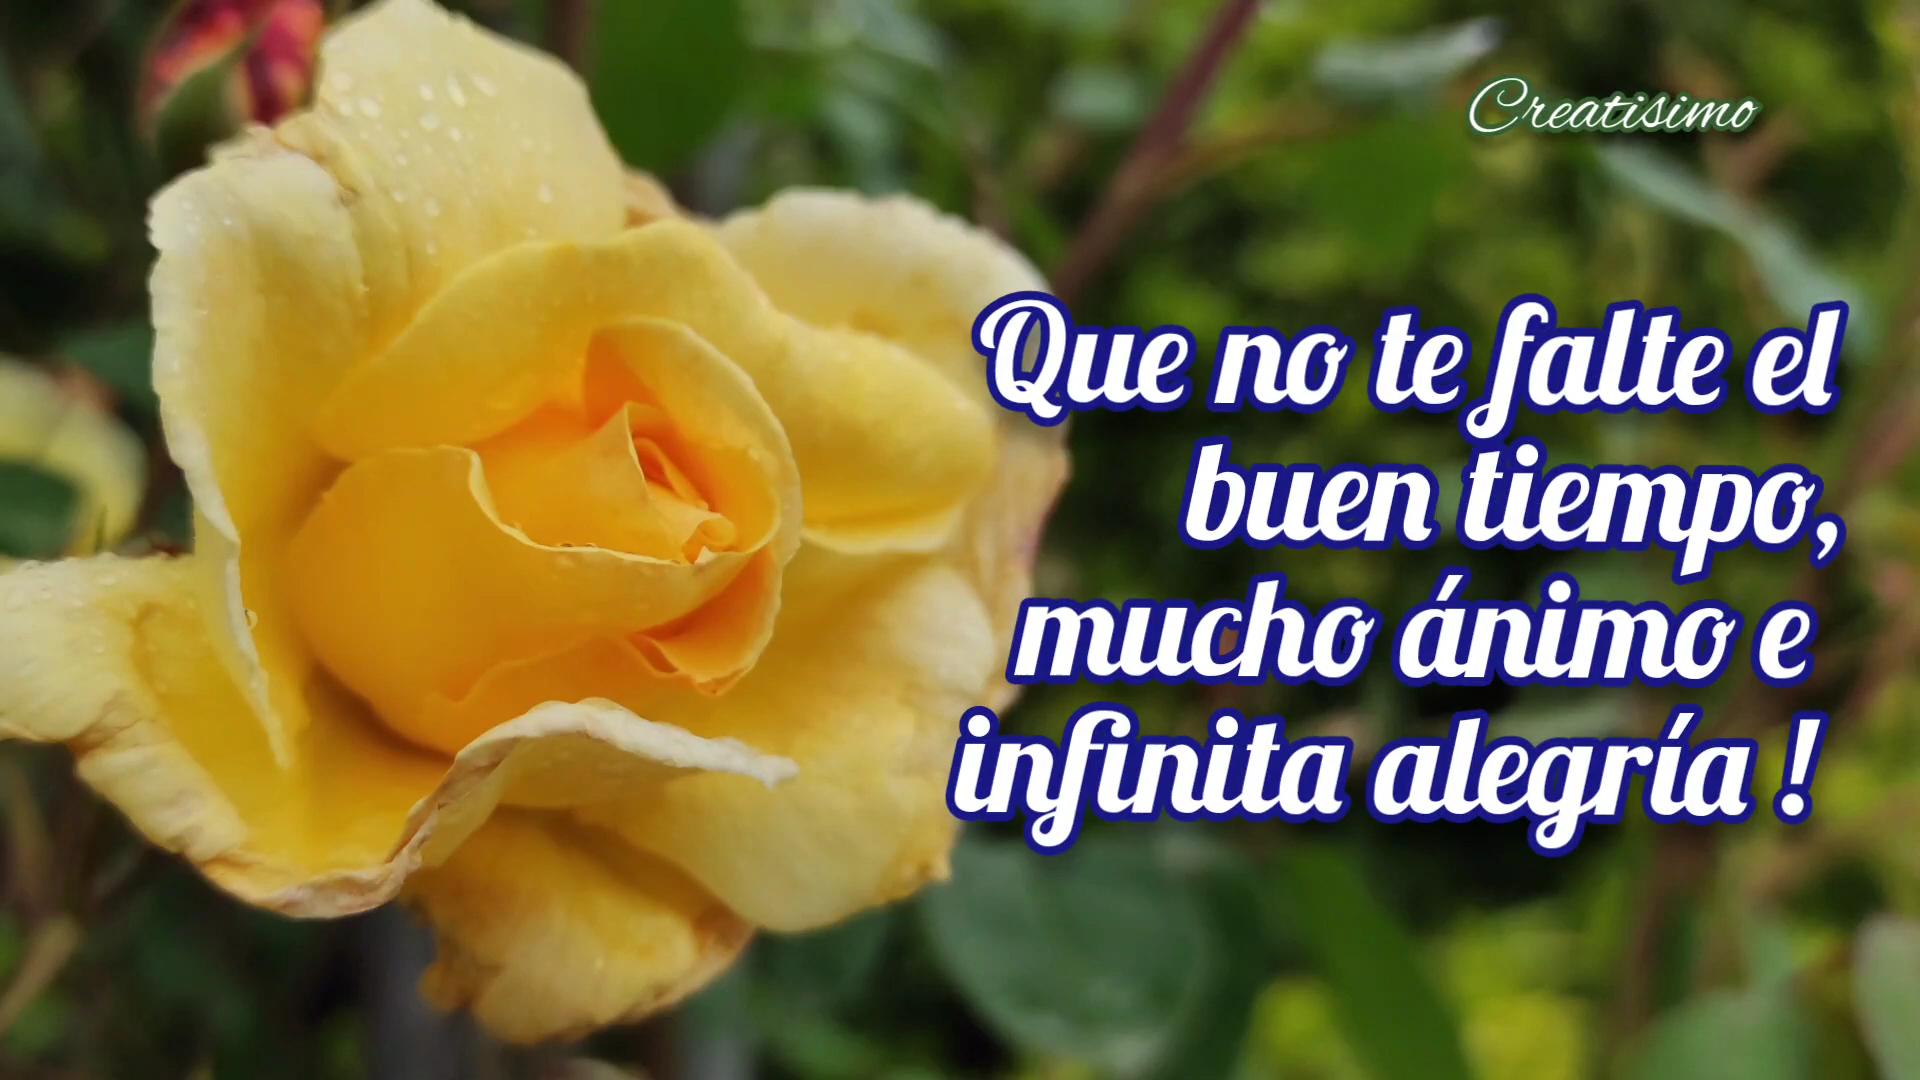 Creatisimo
Que no te falte el
buen tiempo,
mucho ánimo e
infinita alegría !